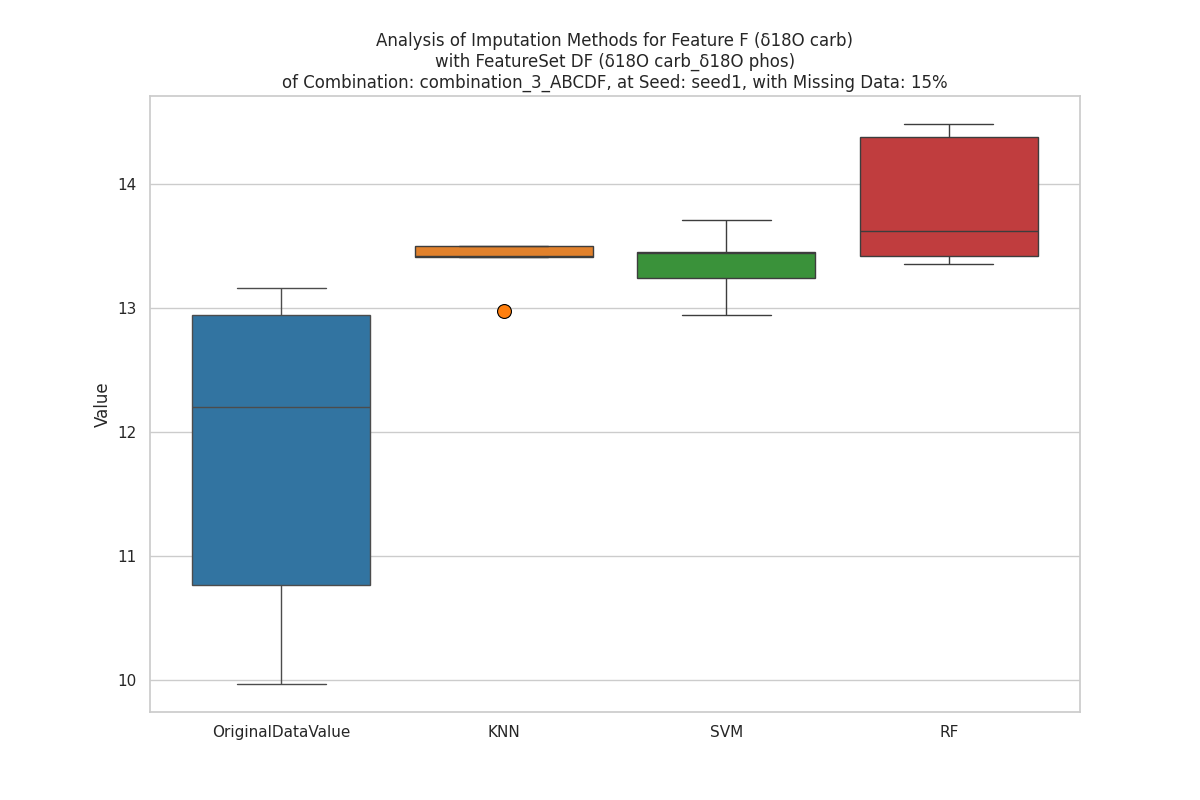 Analysis of Imputation Methods for Feature F (δ18O carb)
with FeatureSet DF (δ18O carb_δ18O phos)
of Combination: combination_3_ABCDF, at Seed: seed1, with Missing Data: 15%
14
13
12
11
10
Value
OriginalDataValue
KNN
SVM
RF